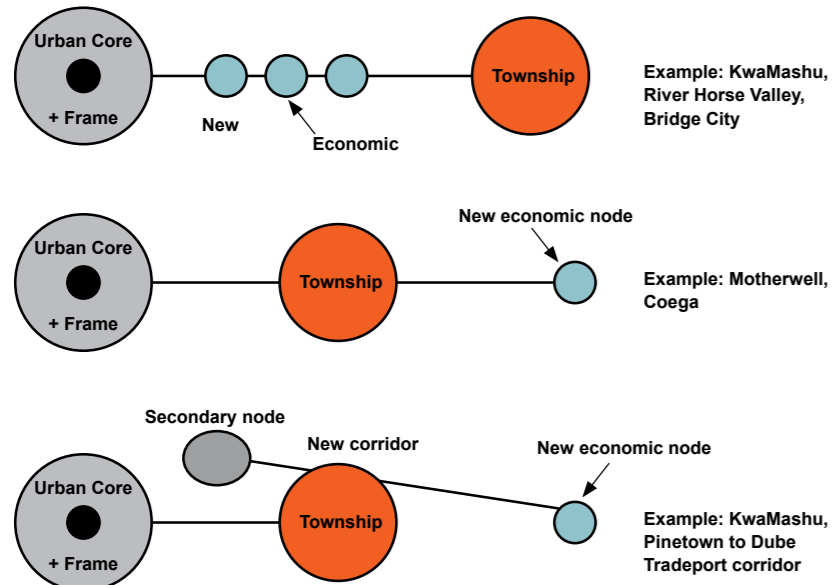 Urban Core
+ Frame
New
Economic
Township
Example: KwaMashu,
River Horse Valley,
Bridge City
Urban Core
+ Frame
Township
New economic node
Example: Motherwell,
Coega
Urban Core
+ Frame
Secondary node
New corridor
Township
New economic node
Example: KwaMashu,
Pinetown to Dube
Tradeport corridor